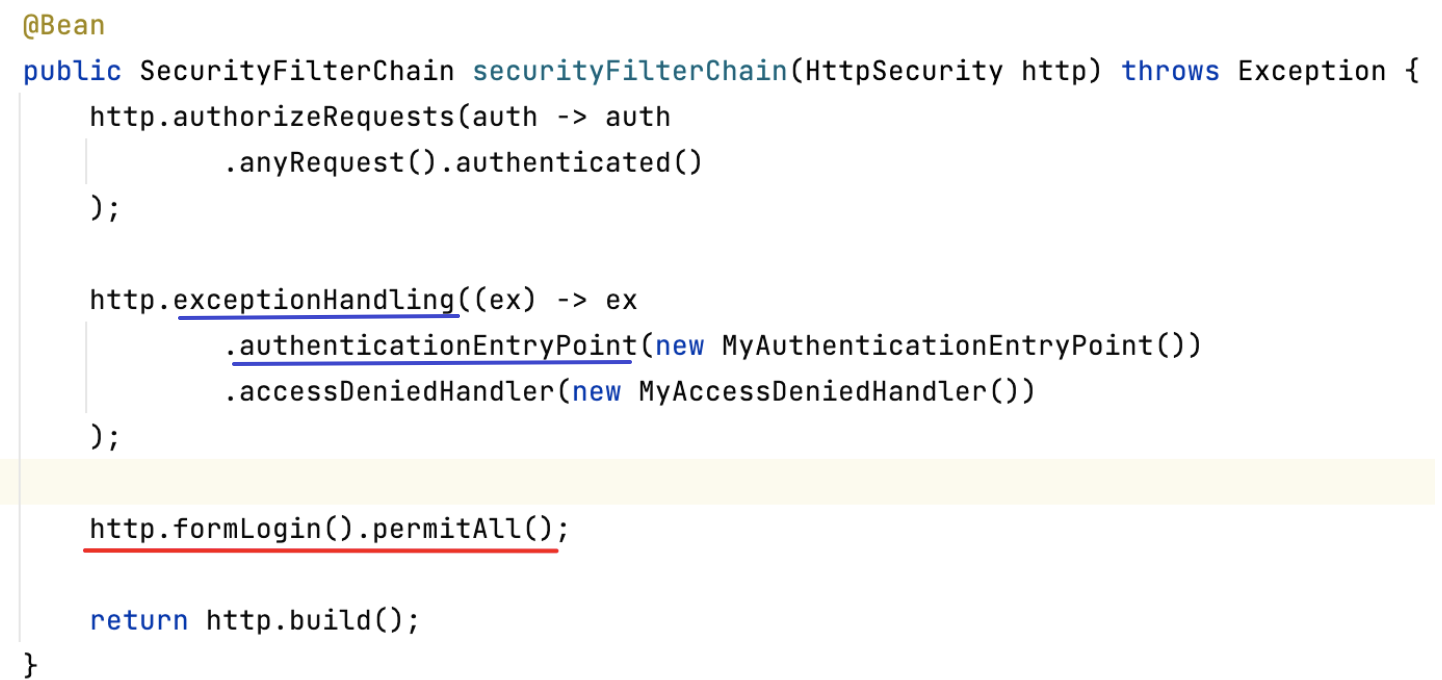 @Bean
public SecurityFilterChain securityFilterChain(HttpSecurity http) throws Exception {
http.authorizeRequests(auth -> auth
.anyRequest().authenticated()
);
http.exceptionHandling((ex) -> ex
.authenticationEntryPoint(new MyAuthenticationEntryPoint())
.accessDeniedHandler(new MyAccessDeniedHandler())
);
http.formLogin().permitAll();
return http.build();
}